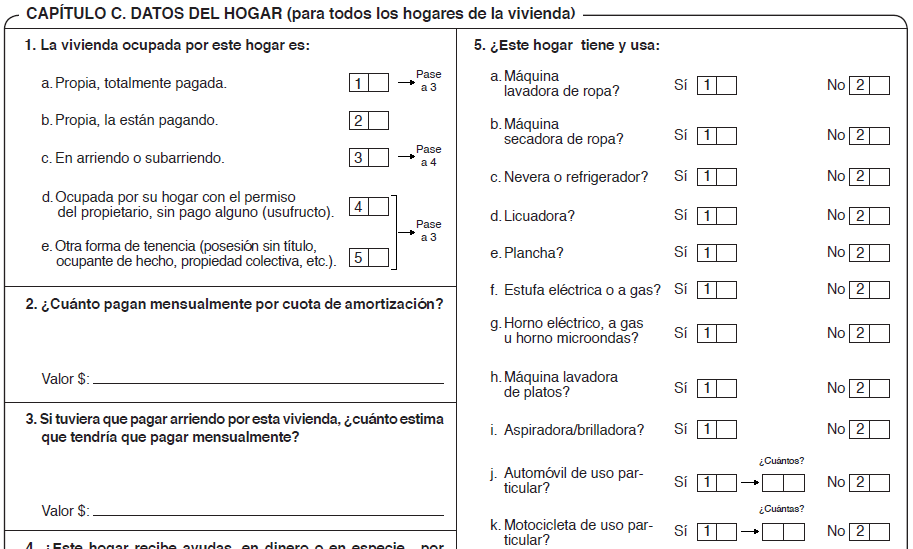 CAPÍTULO C. DATOS DEL HOGAR (para todos los hogares de la vivienda)
1. La vivienda ocupada por este hogar es:
a. Propia, totalmente pagada. 1 Pase
a 3
b. Propia, la están pagando. 2
c. En arriendo o subarriendo. 3 Pase
a 4
d. Ocupada por su hogar con el permiso
del propietario, sin pago alguno (usufructo). 4
Pase
a 3
e. Otra forma de tenencia (posesión sin título,
ocupante de hecho, propiedad colectiva, etc.). 5
2. ¿Cuánto pagan mensualmente por cuota de amortización?
Valor $:
3. Si tuviera que pagar arriendo por esta vivienda, ¿cuánto estima
que tendría que pagar mensualmente?
Valor $:
4. ¿Este hogar recibe ayudas, en dinero o en especie, por
5. ¿Este hogar tiene y usa:
a. Máquina
lavadora de ropa? Sí 1 No 2
b. Máquina
secadora de ropa? Sí 1 No 2
c. Nevera o refrigerador? Sí 1 No 2
d. Licuadora? Sí 1 No 2
e. Plancha? Sí 1 No 2
f. Estufa eléctrica o a gas? Sí 1 No 2
g. Horno eléctrico, a gas
u horno microondas? Sí 1 No 2
h. Máquina lavadora
de platos? Sí 1 No 2
i. Aspiradora/brilladora? Sí 1 No 2
¿Cuántos?
j. Automóvil de uso par-
ticular? Sí 1 No 2
¿Cuántas?
k. Motocicleta de uso par-
ticular? Sí 1 No 2